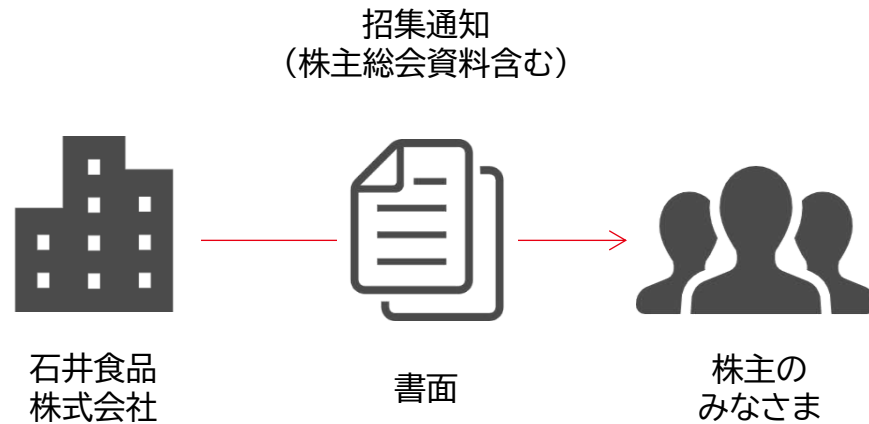 招集通知
（株主総会資料含む）
石井食品
株式会社
書面
株主の
みなさま